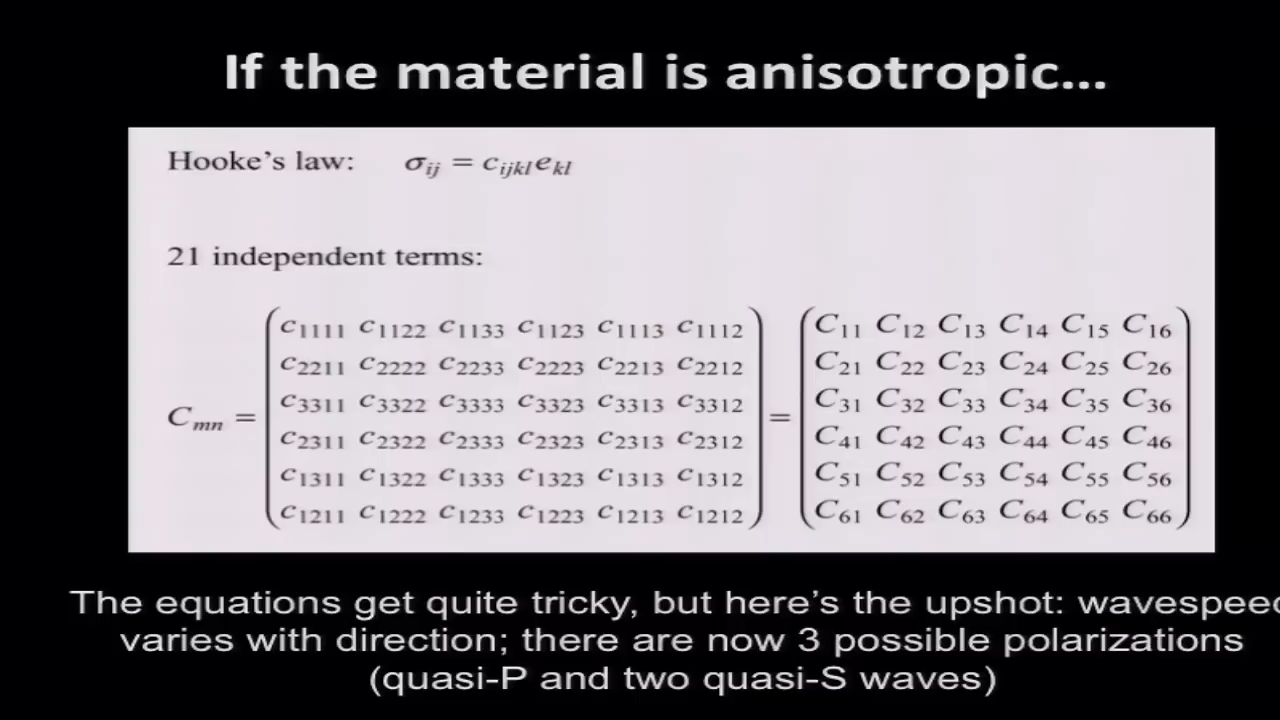 If the material is anisotropic...
Hooke's law: σij = cijklekl
21 independent terms:
c1111 c1122 c1133 c1123 c1113 c1112 C11 C12 C13 C14 C15 C16
c2211 c2222 c2233 c2223 c2213 c2212 C21 C22 C23 C24 C25 C26
c3311 c3322 c3333 c3323 c3313 c3312 C31 C32 C33 C34 C35 C36
Cmn = =
c2311 c2322 c2333 c2323 c2313 c2312 C41 C42 C43 C44 C45 C46
c1311 c1322 c1333 c1323 c1313 c1312 C51 C52 C53 C54 C55 C56
c1211 c1222 c1233 c1223 c1213 c1212 C61 C62 C63 C64 C65 C66
The equations get quite tricky, but here's the upshot: wavespeed
varies with direction; there are now 3 possible polarizations
(quasi-P and two quasi-S waves)